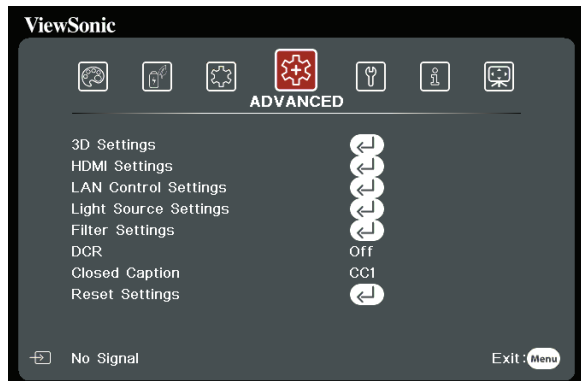 ViewSonic
ADVANCED
3D Settings
HDMI Settings
LAN Control Settings
Light Source Settings
Filter Settings
DCR Off
Closed Caption CC1
Reset Settings
No Signal Exit: Menu